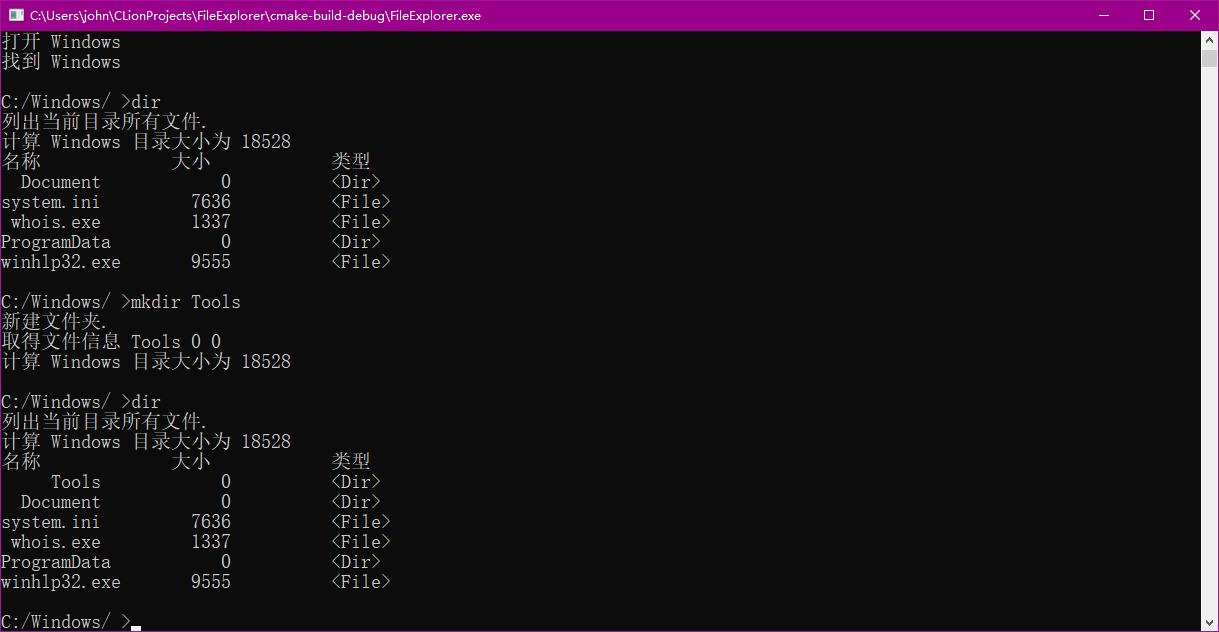 C:\Users\john\CLionProjects\FileExplorer\cmake-build-debug\FileExplorer.exe
打开 Windows
找到 Windows
C:/Windows/ >dir
列出当前目录所有文件.
计算 Windows 目录大小为 18528
名称 大小 类型
Document 0 <Dir>
system.ini 7636 <File>
whois.exe 1337 <File>
ProgramData 0 <Dir>
winhlp32.exe 9555 <File>
C:/Windows/ >mkdir Tools
新建文件夹.
取得文件信息 Tools 0 0
计算 Windows 目录大小为 18528
C:/Windows/ >dir
列出当前目录所有文件.
计算 Windows 目录大小为 18528
名称 大小 类型
Tools 0 <Dir>
Document 0 <Dir>
system.ini 7636 <File>
whois.exe 1337 <File>
ProgramData 0 <Dir>
winhlp32.exe 9555 <File>
C:/Windows/ >